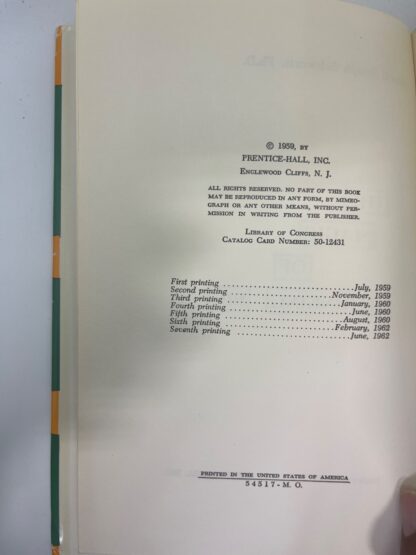 © 1959, BY
PRENTICE-HALL, INC.
ENGLEWOOD CLIFFS, N. J.
ALL RIGHTS RESERVED. NO PART OF THIS BOOK
MAY BE REPRODUCED IN ANY FORM, BY MIMEO-
GRAPH OR ANY OTHER MEANS, WITHOUT PER-
MISSION IN WRITING FROM THE PUBLISHER.
LIBRARY OF CONGRESS
CATALOG CARD NUMBER: 50-12431
First printing ........................ July, 1959
Second printing ........................ November, 1959
Third printing ........................ January, 1960
Fourth printing ........................ June, 1960
Fifth printing ........................ August, 1960
Sixth printing ........................ February, 1962
Seventh printing ........................ June, 1962
PRINTED IN THE UNITED STATES OF AMERICA
54517-M. O.